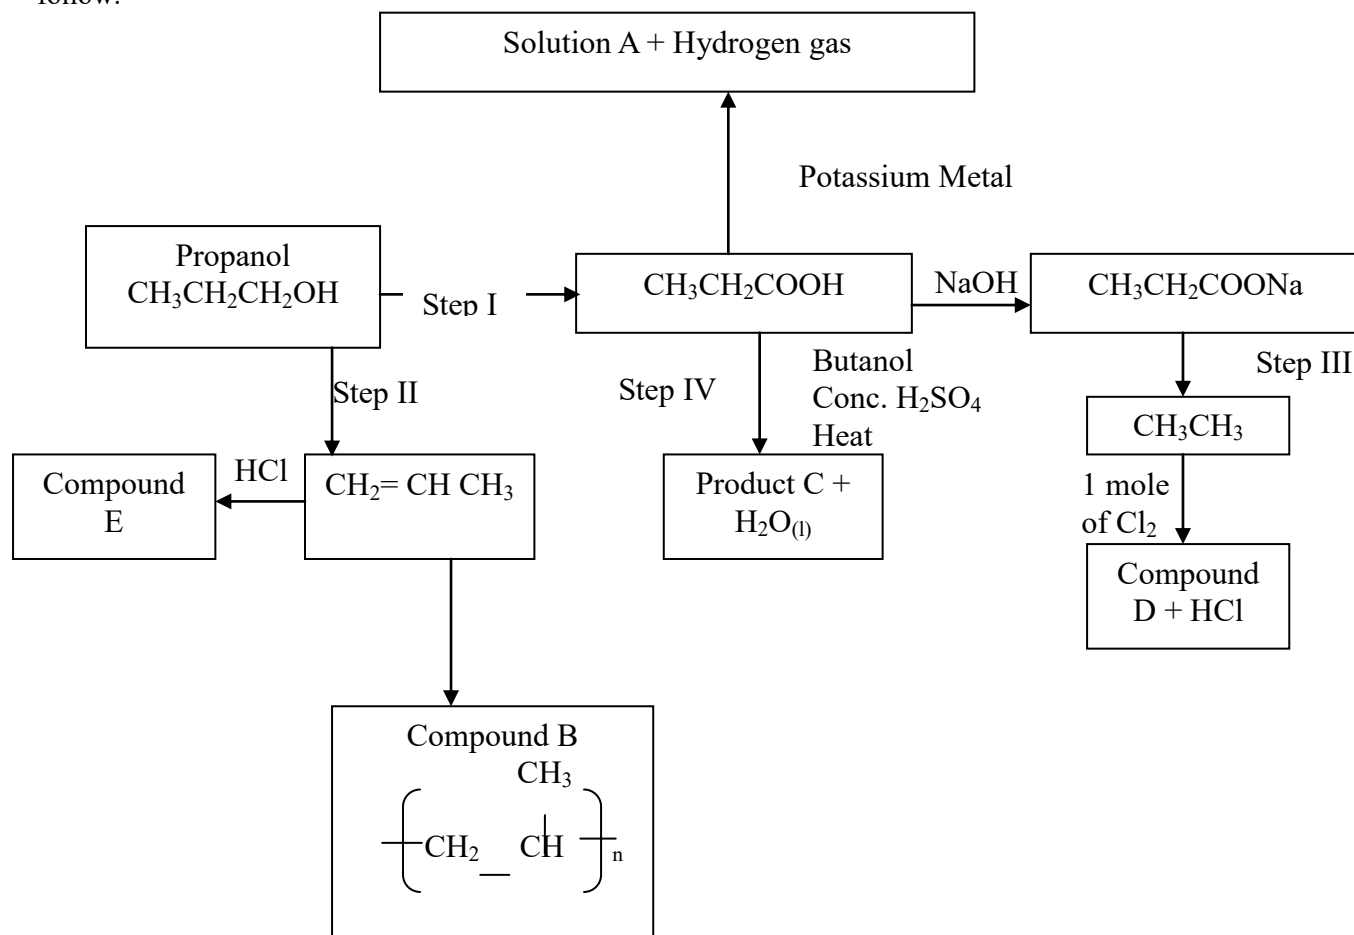 follow.
Solution A + Hydrogen gas
Potassium Metal
Propanol
CH₃CH₂CH₂OH
Step I
CH₃CH₂COOH
NaOH
CH₃CH₂COONa
Step II
Step IV
Butanol
Conc. H₂SO₄
Heat
Step III
CH₃CH₃
Compound
E
HCl
CH₂= CH CH₃
Product C +
H₂O₍ₗ₎
1 mole
of Cl₂
Compound
D + HCl
Compound B
CH₃
CH₂ CH n